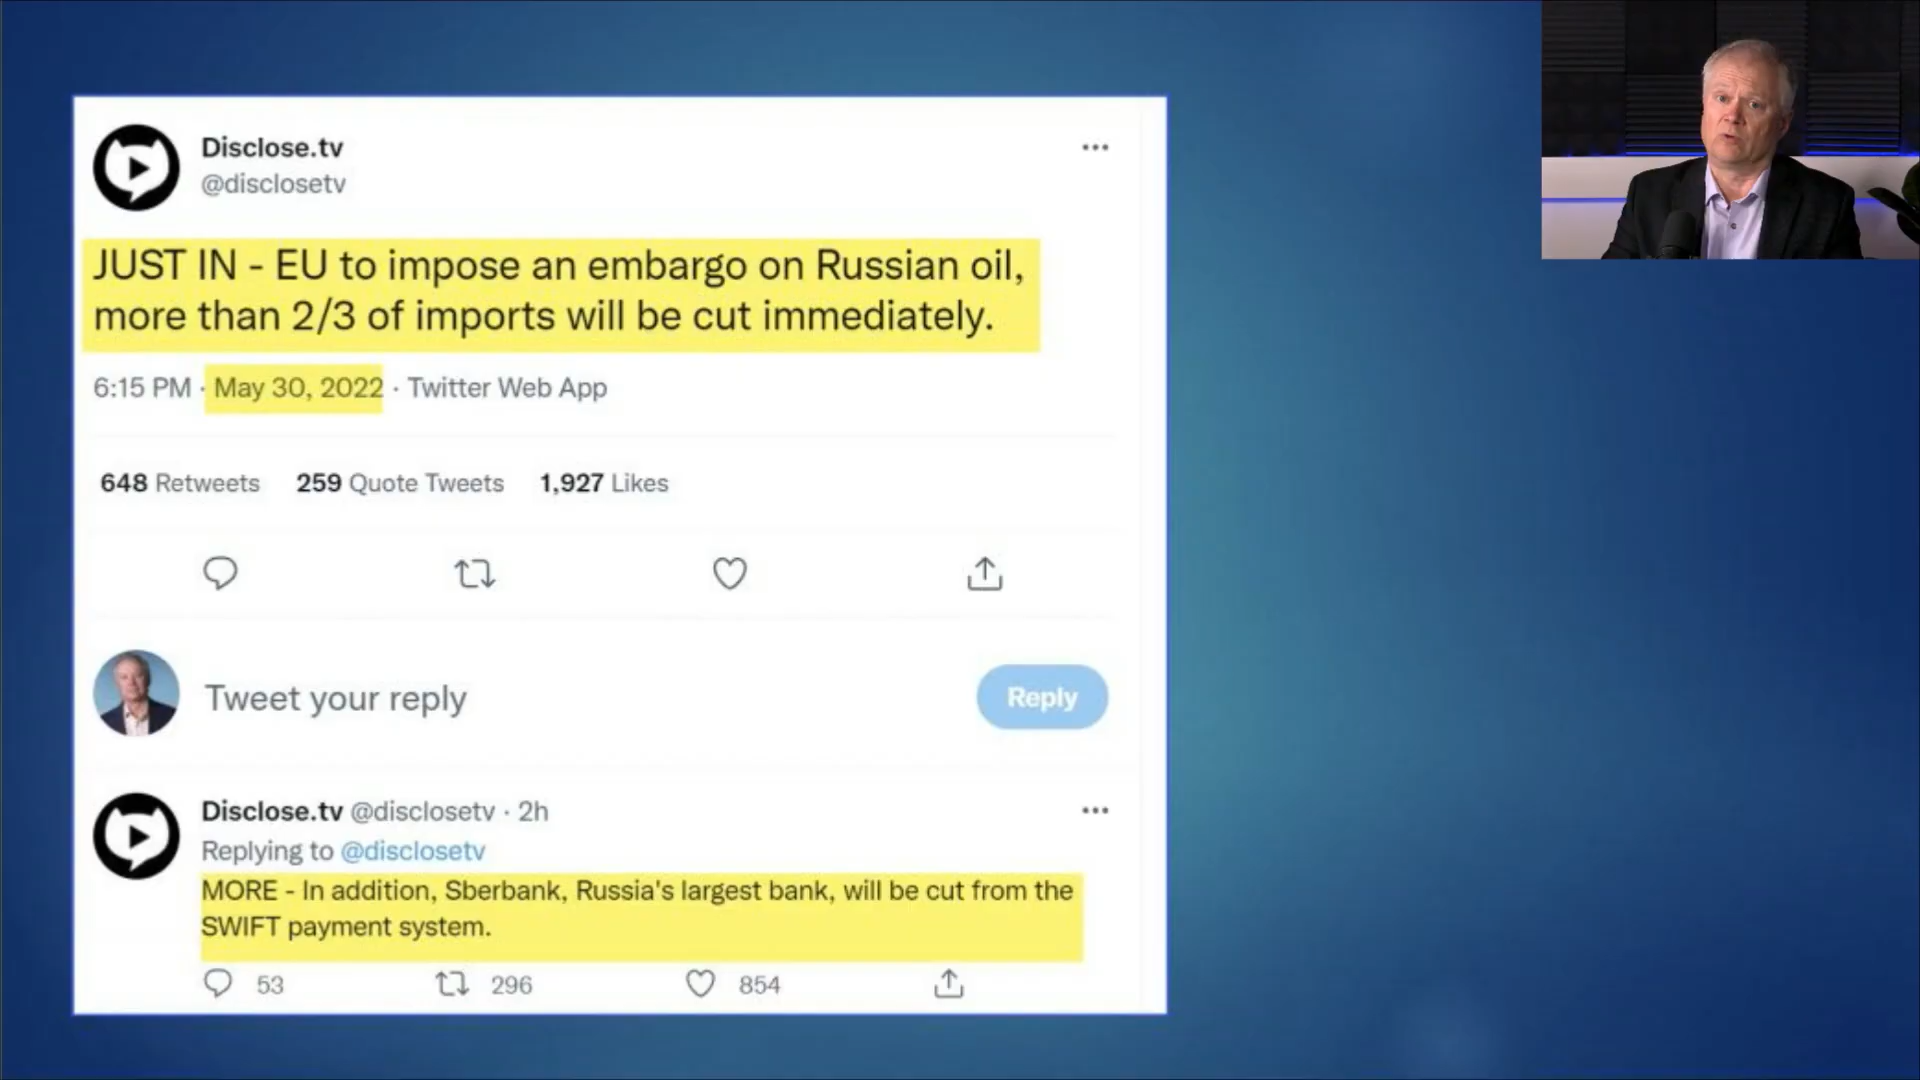 Disclose.tv
@disclosetv
JUST IN - EU to impose an embargo on Russian oil,
more than 2/3 of imports will be cut immediately.
6:15 PM · May 30, 2022 · Twitter Web App
648 Retweets 259 Quote Tweets 1,927 Likes
Tweet your reply
Reply
Disclose.tv @disclosetv · 2h
Replying to @disclosetv
MORE - In addition, Sberbank, Russia's largest bank, will be cut from the
SWIFT payment system.
53 296 854